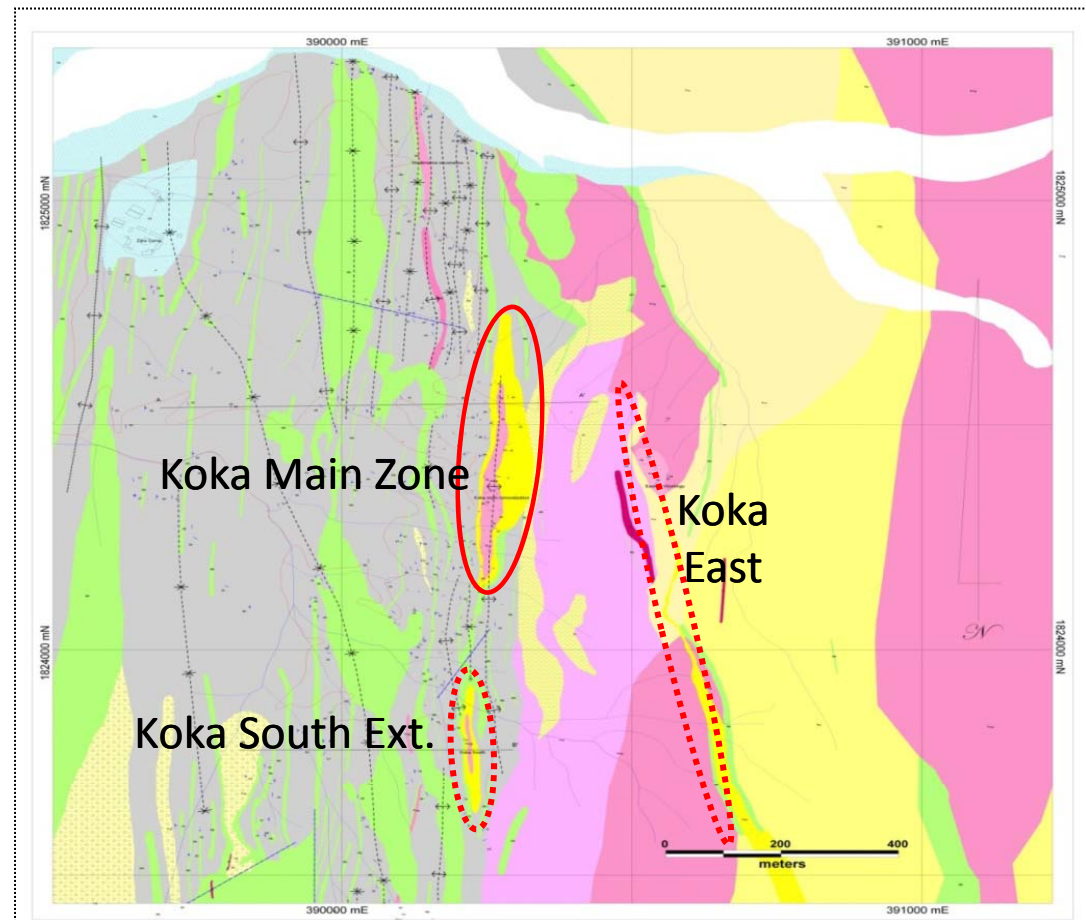 390000 mE
391000 mE
1825000 mN
1825000 mN
Koka Main Zone
Koka
East
1824000 mN
1824000 mN
Koka South Ext.
0
200
400
meters
390000 mE
391000 mE